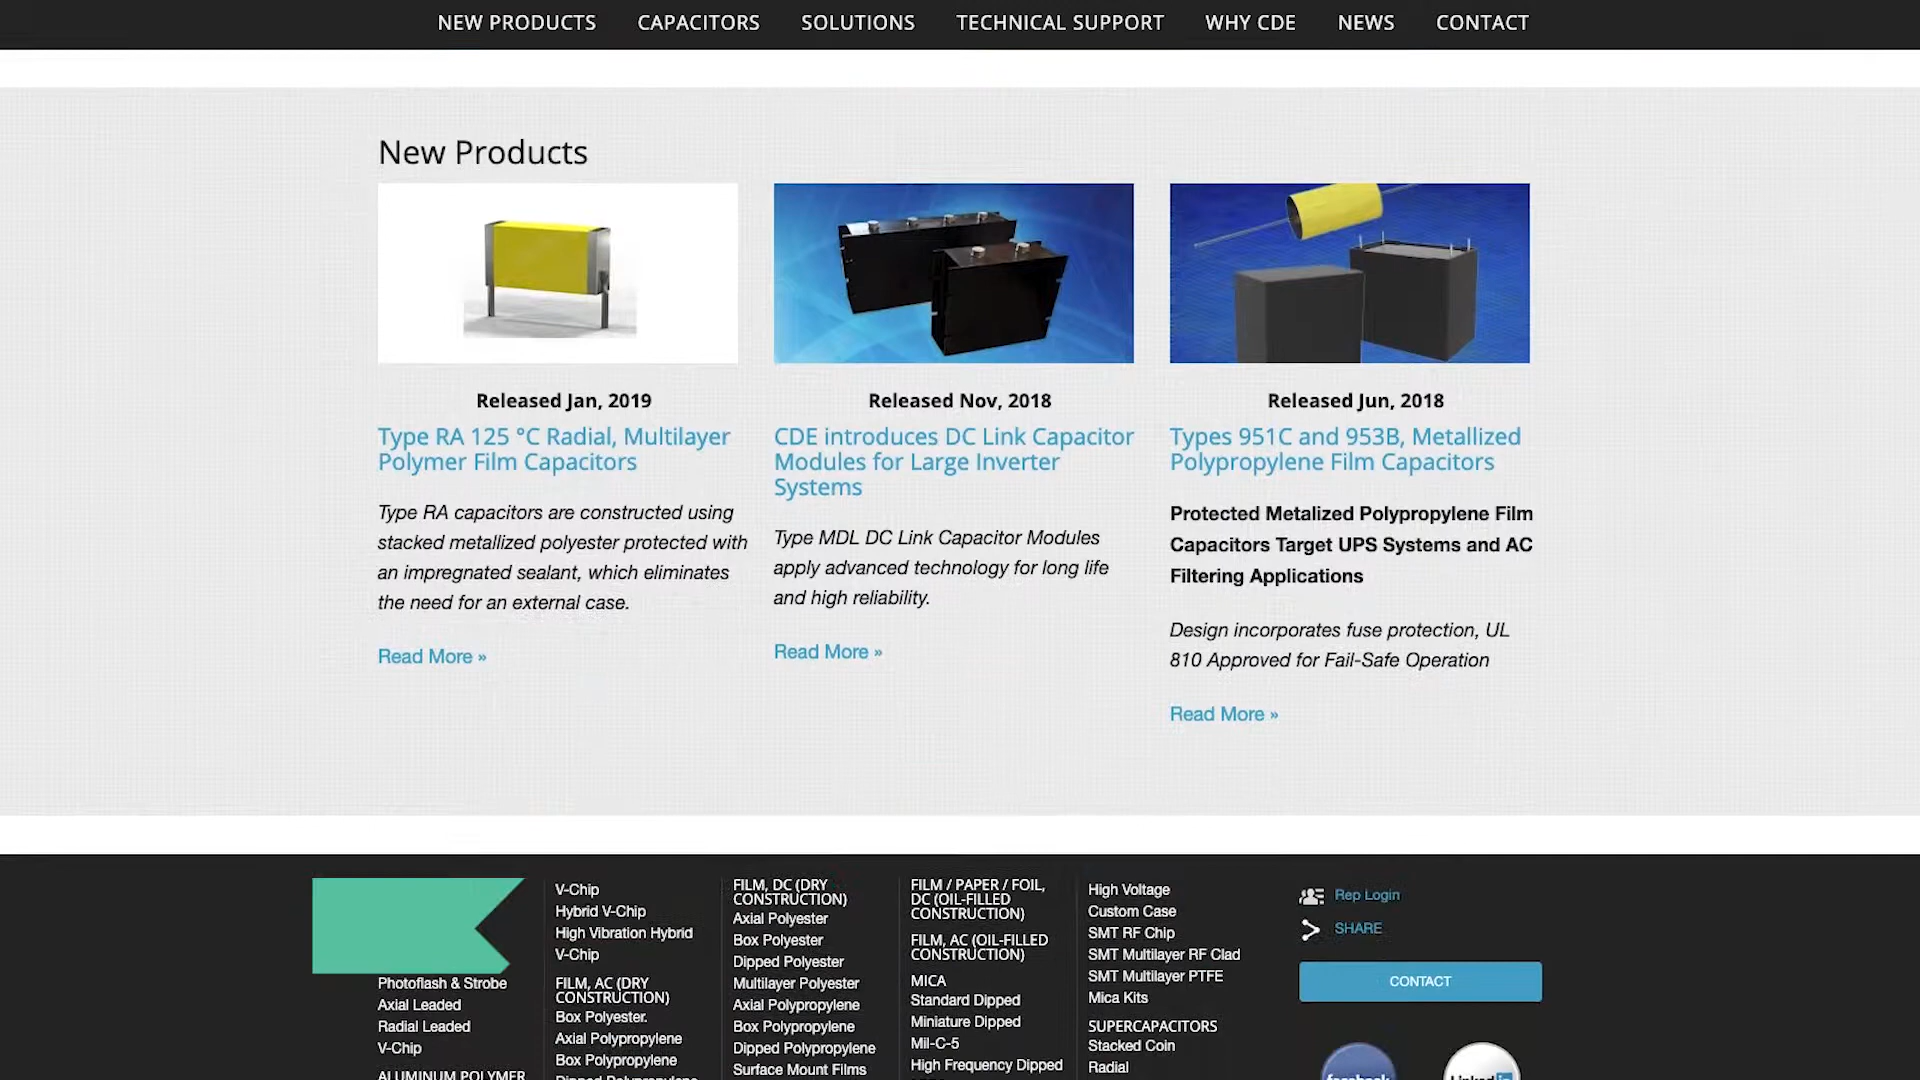 NEW PRODUCTS CAPACITORS SOLUTIONS TECHNICAL SUPPORT WHY CDE NEWS CONTACT
New Products
Released Jan, 2019
Type RA 125 °C Radial, Multilayer
Polymer Film Capacitors
Type RA capacitors are constructed using
stacked metallized polyester protected with
an impregnated sealant, which eliminates
the need for an external case.
Read More »
Released Nov, 2018
CDE introduces DC Link Capacitor
Modules for Large Inverter
Systems
Type MDL DC Link Capacitor Modules
apply advanced technology for long life
and high reliability.
Read More »
Released Jun, 2018
Types 951C and 953B, Metallized
Polypropylene Film Capacitors
Protected Metalized Polypropylene Film
Capacitors Target UPS Systems and AC
Filtering Applications
Design incorporates fuse protection, UL
810 Approved for Fail-Safe Operation
Read More »
Photoflash & Strobe
Axial Leaded
Radial Leaded
V-Chip
ALUMINUM POLYMER
V-Chip
Hybrid V-Chip
High Vibration Hybrid
V-Chip
FILM, AC (DRY
CONSTRUCTION)
Box Polyester.
Axial Polypropylene
Box Polypropylene
Dipped Polypropylene
FILM, DC (DRY
CONSTRUCTION)
Axial Polyester
Box Polyester
Dipped Polyester
Multilayer Polyester
Axial Polypropylene
Box Polypropylene
Dipped Polypropylene
Surface Mount Films
FILM / PAPER / FOIL,
DC (OIL-FILLED
CONSTRUCTION)
FILM, AC (OIL-FILLED
CONSTRUCTION)
MICA
Standard Dipped
Miniature Dipped
Mil-C-5
High Frequency Dipped
High Voltage
Custom Case
SMT RF Chip
SMT Multilayer RF Clad
SMT Multilayer PTFE
Mica Kits
SUPERCAPACITORS
Stacked Coin
Radial
Rep Login
SHARE
CONTACT
facebook
Linked in